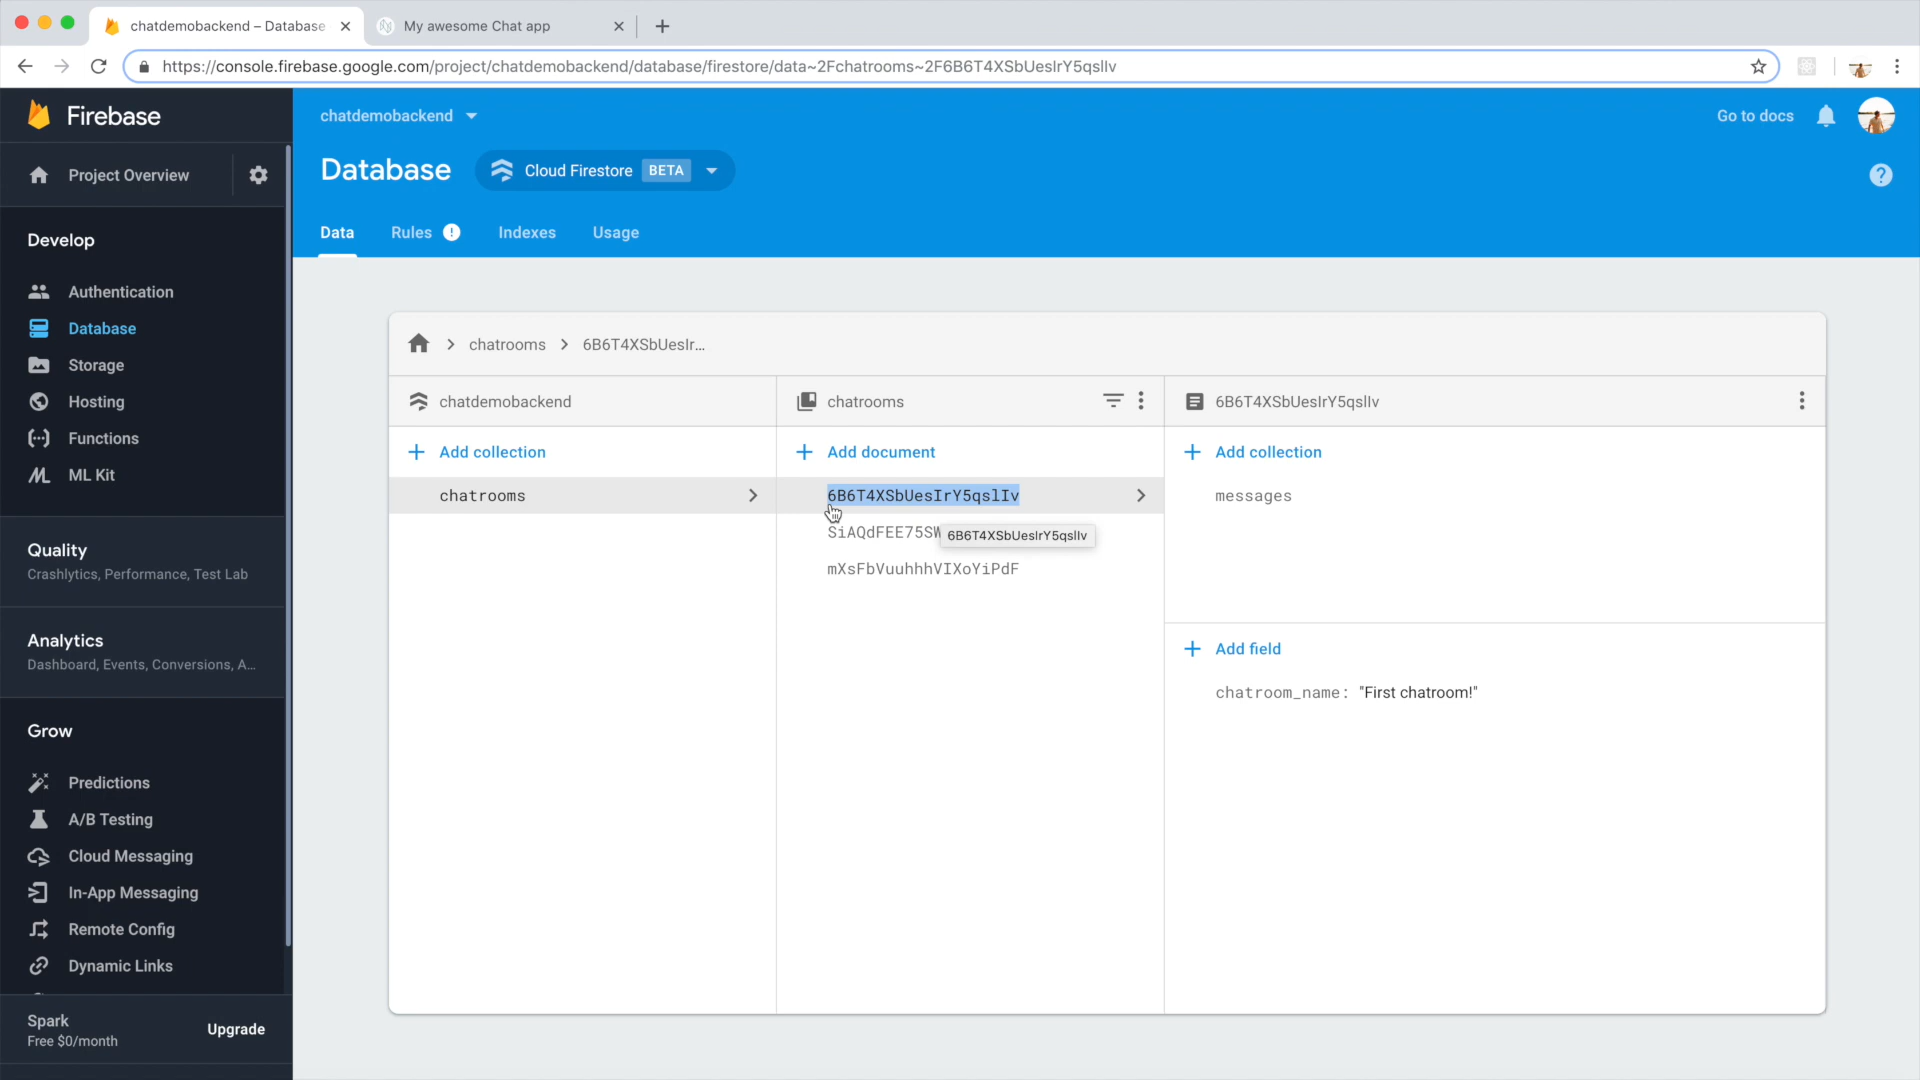 chatdemobackend – Database
My awesome Chat app
https://console.firebase.google.com/project/chatdemobackend/database/firestore/data~2Fchatrooms~2F6B6T4XSbUesIrY5qslIv
Firebase
chatdemobackend
Go to docs
Project Overview
Database
Cloud Firestore BETA
?
Data
Rules !
Indexes
Usage
Develop
Authentication
Database
Storage
Hosting
Functions
ML Kit
Quality
Crashlytics, Performance, Test Lab
Analytics
Dashboard, Events, Conversions, A...
Grow
Predictions
A/B Testing
Cloud Messaging
In-App Messaging
Remote Config
Dynamic Links
Spark
Free $0/month
Upgrade
chatrooms
6B6T4XSbUesIr...
chatdemobackend
chatrooms
6B6T4XSbUesIrY5qslIv
Add collection
Add document
Add collection
chatrooms
6B6T4XSbUesIrY5qslIv
messages
SiAQdFEE75SW
6B6T4XSbUesIrY5qslIv
mXsFbVuuhhhVIXoYiPdF
Add field
chatroom_name: "First chatroom!"